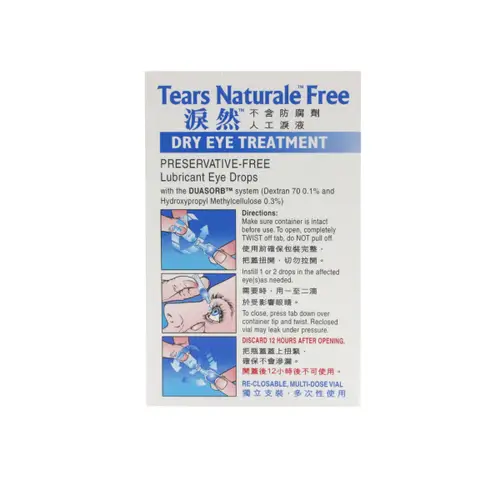 Tears Naturale™ Free
淚然™ 不含防腐劑
人工淚液
DRY EYE TREATMENT
PRESERVATIVE-FREE
Lubricant Eye Drops
with the DUASORB™ system (Dextran 70 0.1% and
Hydroxypropyl Methylcellulose 0.3%)
Directions:
Make sure container is intact
before use. To open, completely
TWIST off tab, do NOT pull off.
使用前確保包裝完整，
把蓋扭開，切勿拉開。
Instill 1 or 2 drops in the affected
eye(s)as needed.
需要時，用一至二滴
於受影響眼睛。
To close, press tab down over
container tip and twist. Reclosed
vial may leak under pressure.
DISCARD 12 HOURS AFTER OPENING.
把瓶蓋蓋上扭緊，
確保不會滲漏。
開蓋後12小時後不可使用。
RE-CLOSABLE, MULTI-DOSE VIAL
獨立支裝，多次性使用